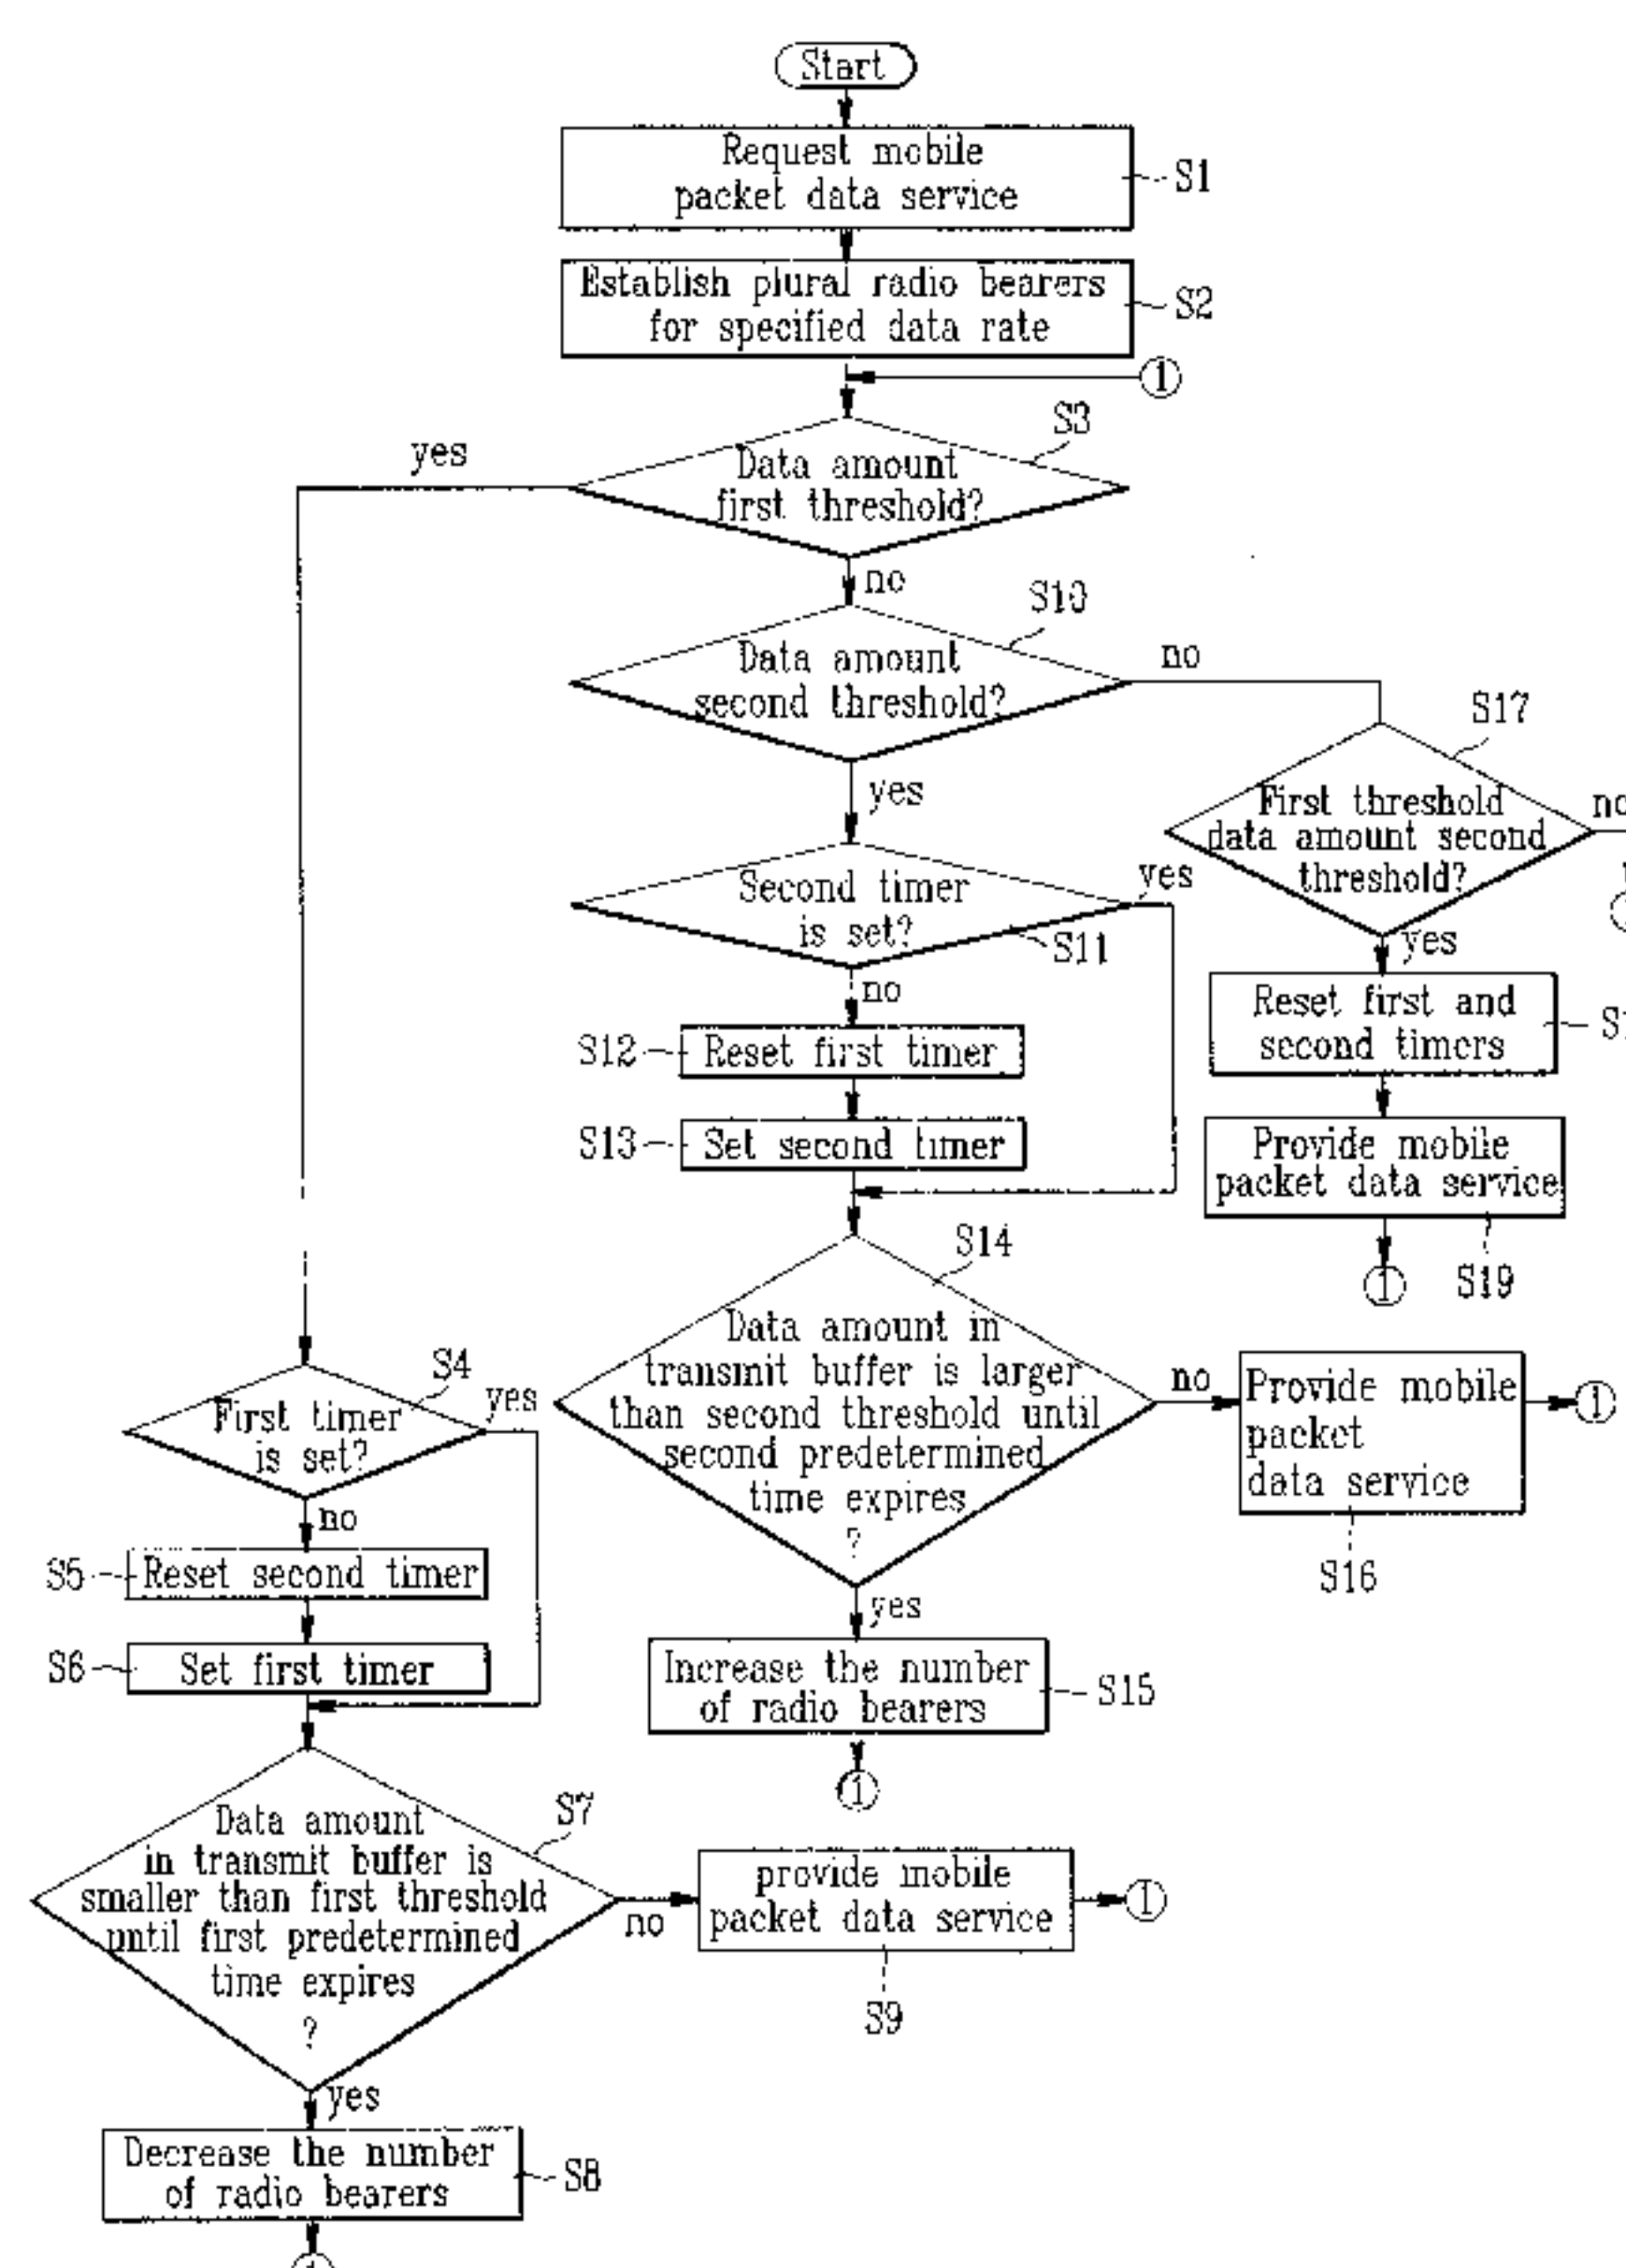 Start
Request mobile
packet data service
S1
Establish plural radio bearers
for specified data rate
S2
1
S3
yes
Data amount
first threshold?
no
S10
Data amount
second threshold?
no
S17
yes
First threshold
data amount second
threshold?
Second timer
is set?
yes
S11
yes
no
Reset first and
second timers
S12
Reset first timer
S13
Set second timer
Provide mobile
packet data service
S19
1
S14
Data amount in
transmit buffer is larger
than second threshold until
second predetermined
time expires
?
no
Provide mobile
packet
data service
1
S16
S4
First timer
is set?
yes
no
S5
Reset second timer
S6
Set first timer
yes
Increase the number
of radio bearers
S15
1
S7
Data amount
in transmit buffer is
smaller than first threshold
until first predetermined
time expires
?
no
provide mobile
packet data service
1
S9
yes
Decrease the number
of radio bearers
S8